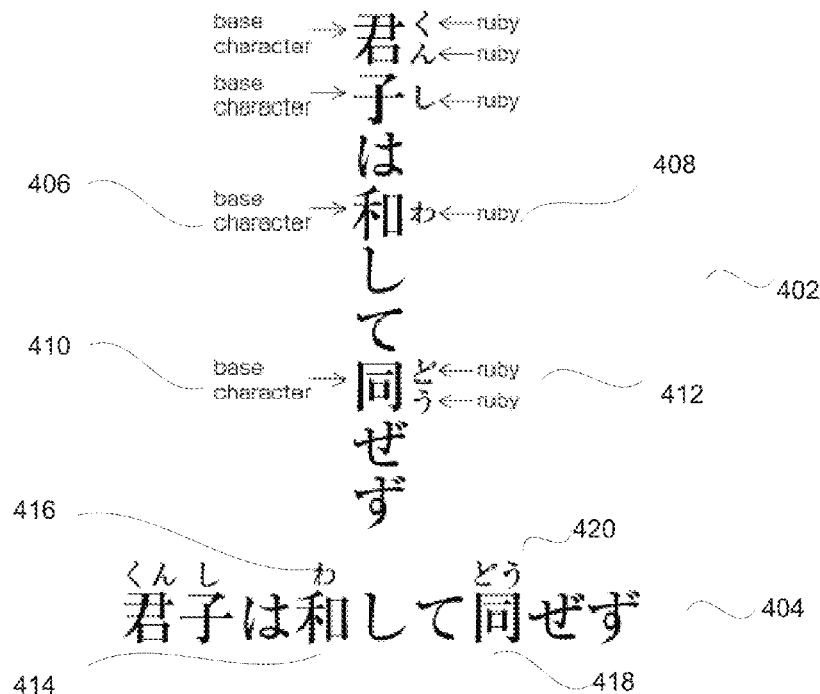 base character → 君 く ← ruby
ん ← ruby
base character → 子 し ← ruby
は
406 base character → 和 わ ← ruby 408
し
402
て
410 base character → 同 ど ← ruby 412
う ← ruby
ぜ
ず
416
420
くん し わ どう
君子は和して同ぜず 404
414 418